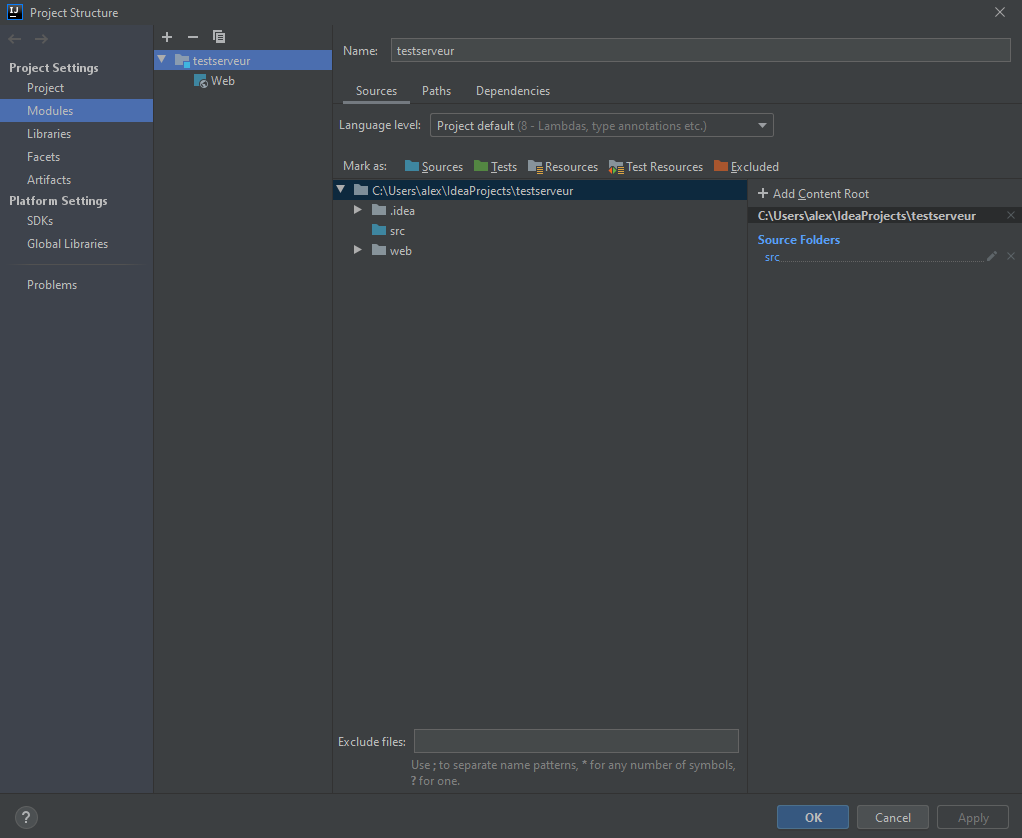 Project Structure
Project Settings
Project
Modules
Libraries
Facets
Artifacts
Platform Settings
SDKs
Global Libraries
Problems
testserveur
Web
Name: testserveur
Sources Paths Dependencies
Language level: Project default (8 - Lambdas, type annotations etc.)
Mark as: Sources Tests Resources Test Resources Excluded
C:\Users\alex\IdeaProjects\testserveur
.idea
src
web
+ Add Content Root
C:\Users\alex\IdeaProjects\testserveur
Source Folders
src
Exclude files:
Use ; to separate name patterns, * for any number of symbols,
? for one.
? OK Cancel Apply